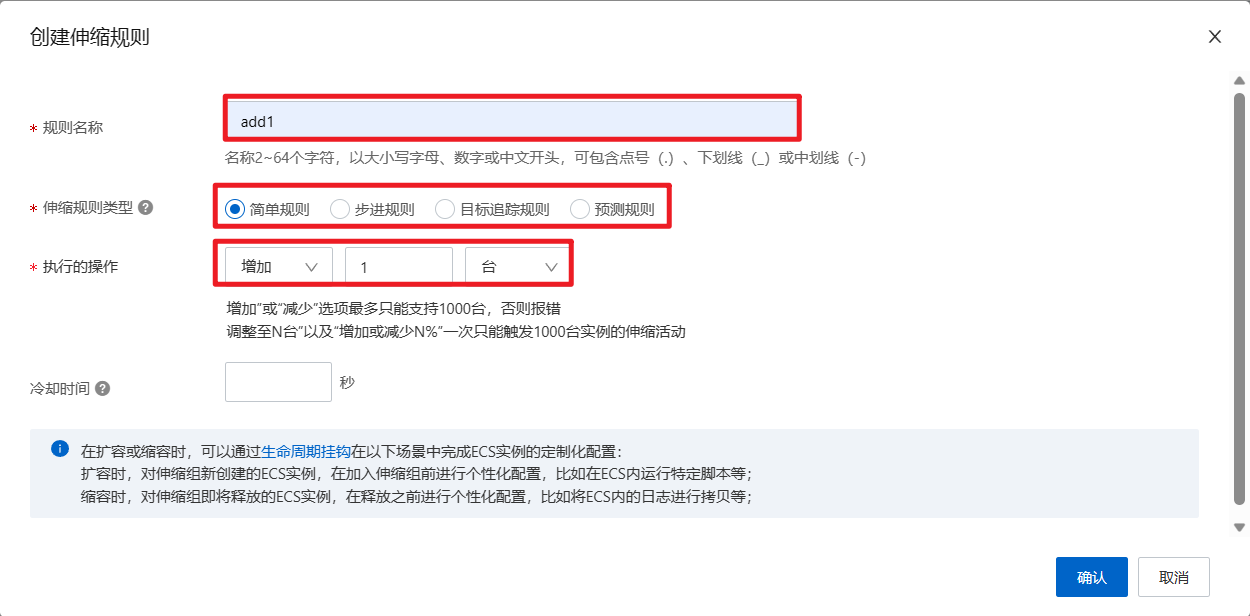 创建伸缩规则
* 规则名称
add1
名称2~64个字符，以大小写字母、数字或中文开头，可包含点号（.）、下划线（_）或中划线（-）
* 伸缩规则类型
简单规则 步进规则 目标追踪规则 预测规则
* 执行的操作
增加 1 台
增加”或“减少”选项最多只能支持1000台，否则报错
调整至N台”以及“增加或减少N%”一次只能触发1000台实例的伸缩活动
冷却时间 秒
在扩容或缩容时，可以通过生命周期挂钩在以下场景中完成ECS实例的定制化配置：
扩容时，对伸缩组新创建的ECS实例，在加入伸缩组前进行个性化配置，比如在ECS内运行特定脚本等；
缩容时，对伸缩组即将释放的ECS实例，在释放之前进行个性化配置，比如将ECS内的日志进行拷贝等；
确认 取消